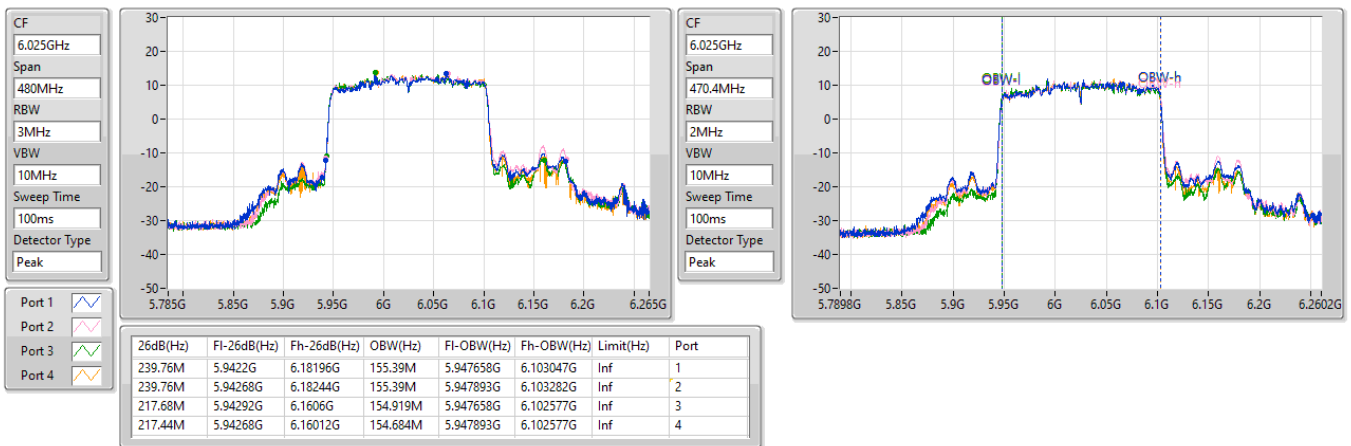 CF
6.025GHz
Span
480MHz
RBW
3MHz
VBW
10MHz
Sweep Time
100ms
Detector Type
Peak
30
20
10
0
-10
-20
-30
-40
-50
5.785G 5.85G 5.9G 5.95G 6G 6.05G 6.1G 6.15G 6.2G 6.265G
CF
6.025GHz
Span
470.4MHz
RBW
2MHz
VBW
10MHz
Sweep Time
100ms
Detector Type
Peak
30
20
10
0
-10
-20
-30
-40
-50
OBW-l OBW-h
5.7898G 5.85G 5.9G 5.95G 6G 6.05G 6.1G 6.15G 6.2G 6.2602G
Port 1
Port 2
Port 3
Port 4
26dB(Hz) Fl-26dB(Hz) Fh-26dB(Hz) OBW(Hz) Fl-OBW(Hz) Fh-OBW(Hz) Limit(Hz) Port
239.76M 5.9422G 6.18196G 155.39M 5.947658G 6.103047G Inf 1
239.76M 5.94268G 6.18244G 155.39M 5.947893G 6.103282G Inf 2
217.68M 5.94292G 6.1606G 154.919M 5.947658G 6.102577G Inf 3
217.44M 5.94268G 6.16012G 154.684M 5.947893G 6.102577G Inf 4